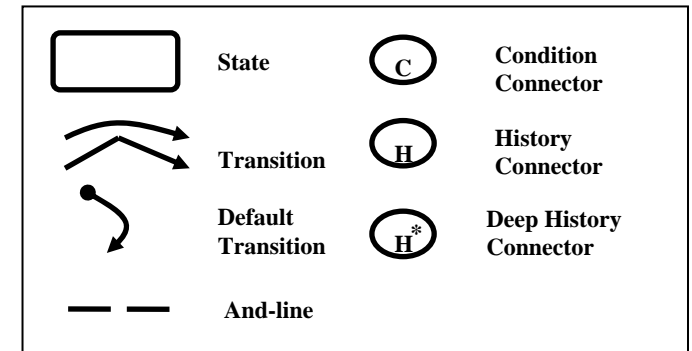 State
C
Condition
Connector
Transition
H
History
Connector
Default
Transition
H*
Deep History
Connector
And-line